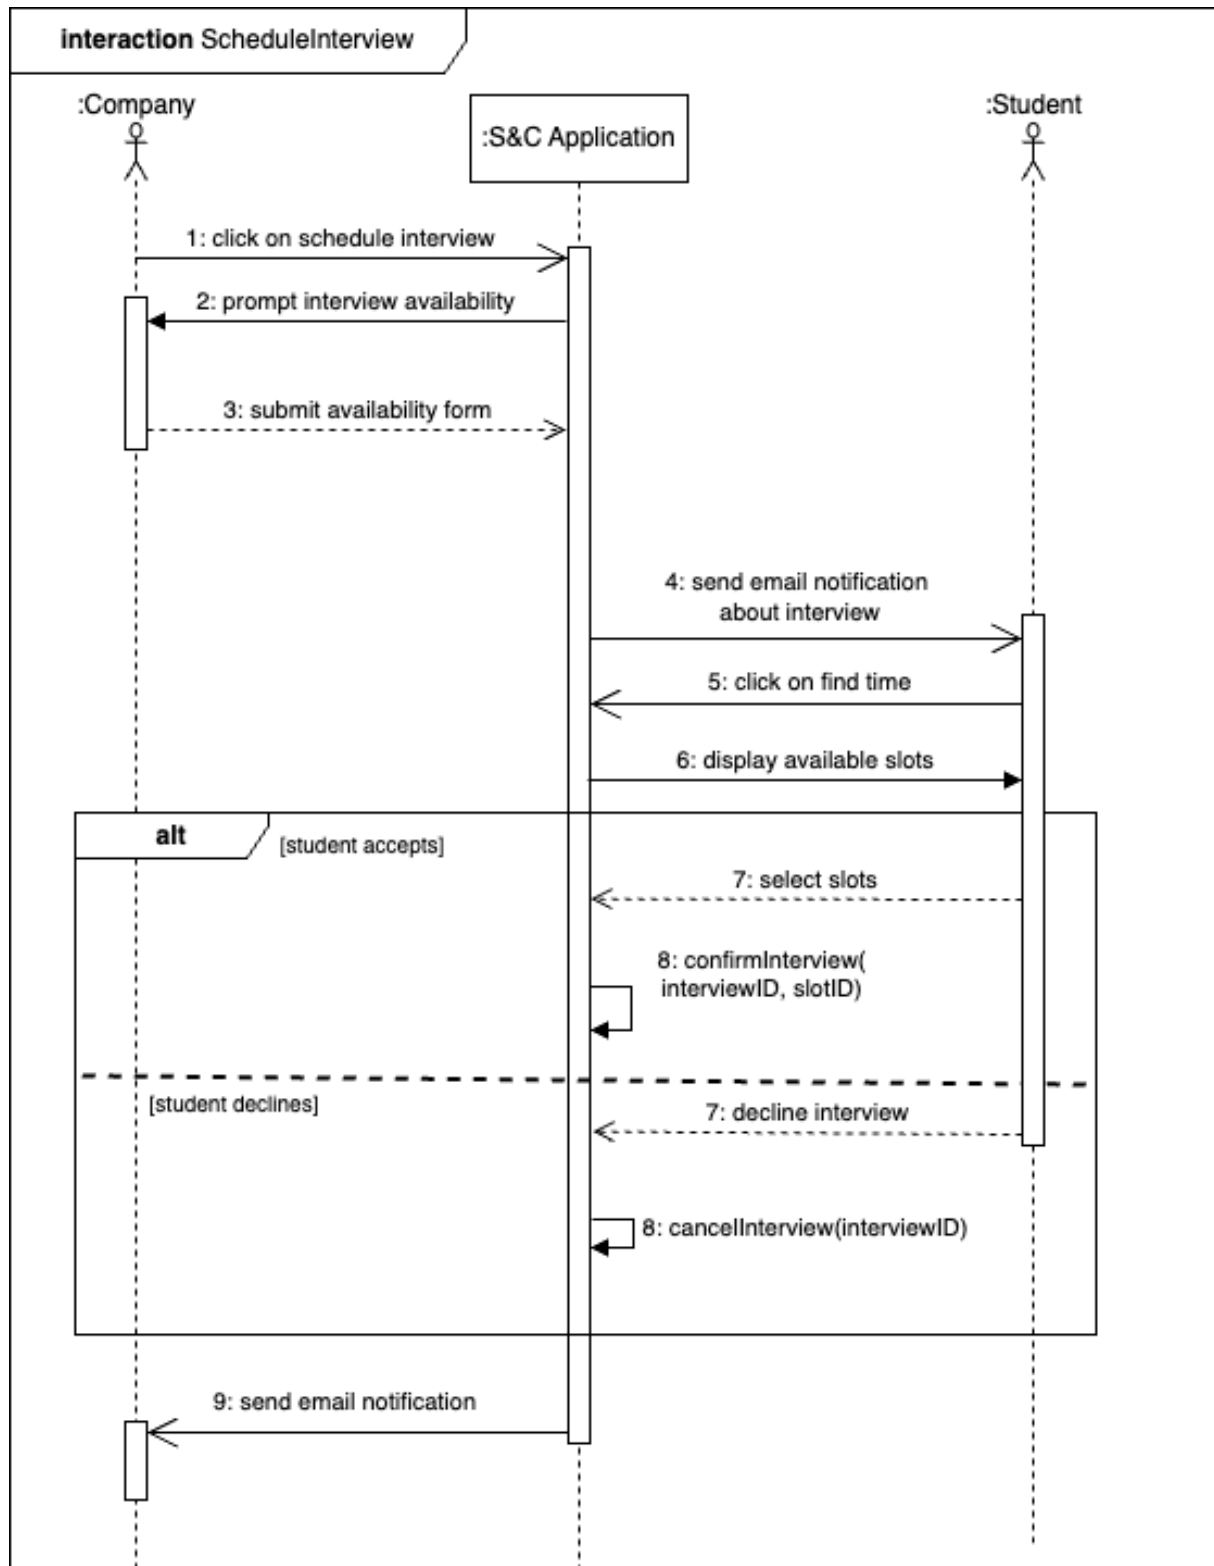 interaction ScheduleInterview
:Company
:S&C Application
:Student
1: click on schedule interview
2: prompt interview availability
3: submit availability form
4: send email notification
about interview
5: click on find time
6: display available slots
alt
[student accepts]
7: select slots
8: confirmInterview(
interviewID, slotID)
[student declines]
7: decline interview
8: cancelInterview(interviewID)
9: send email notification